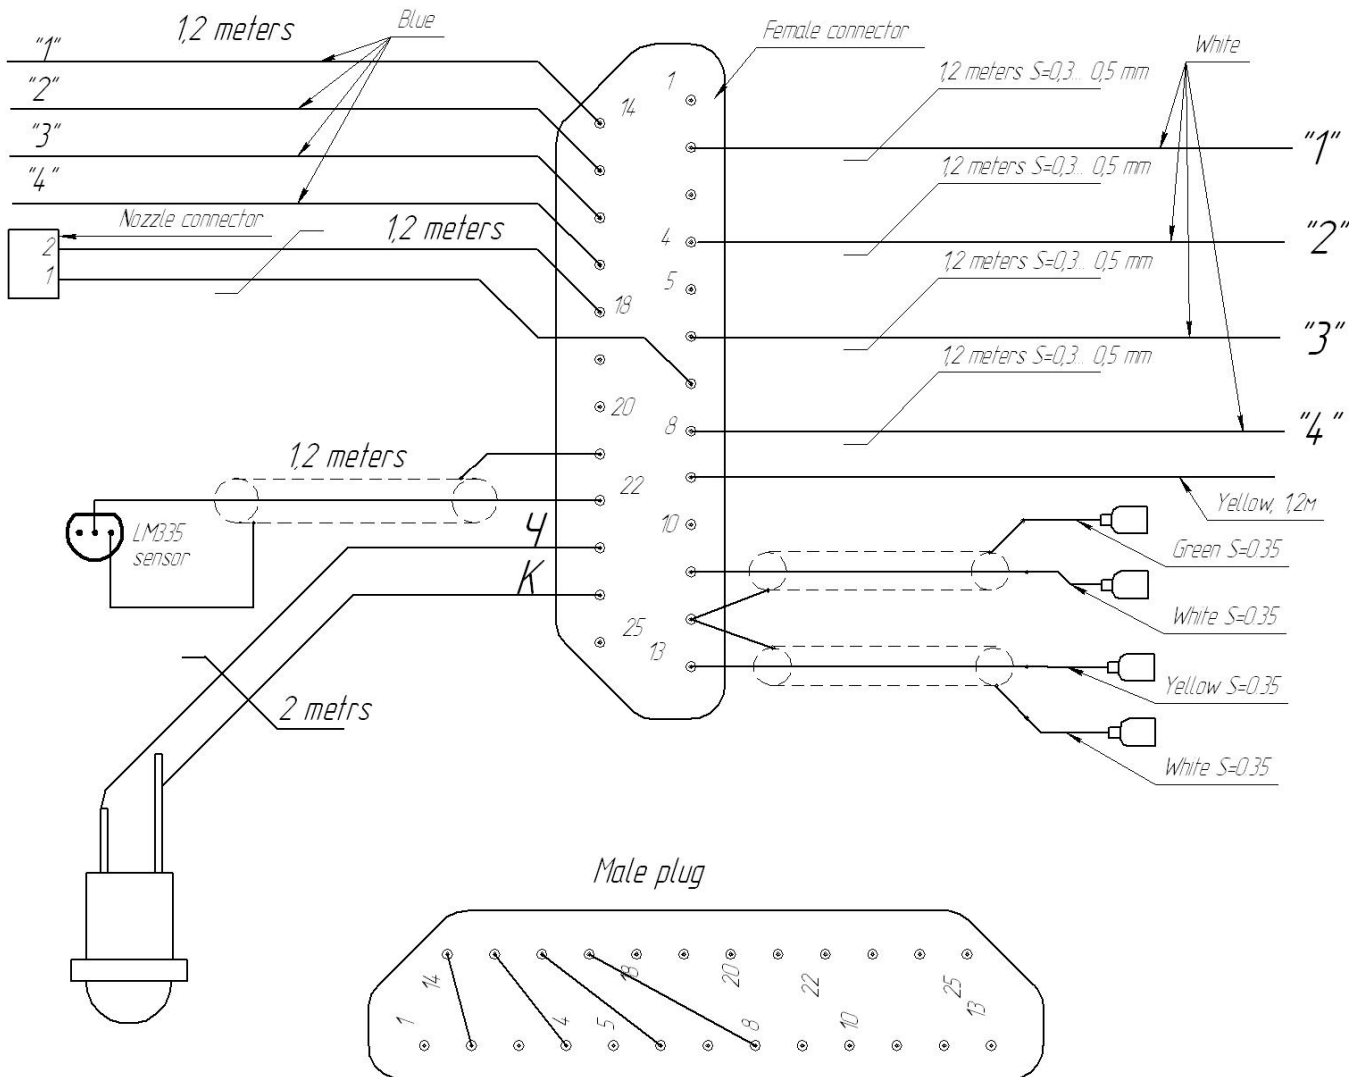 1,2 meters
Blue
"1"
"2"
"3"
"4"
Nozzle connector
1,2 meters
2
1
Female connector
White
1
14
4
5
18
20
8
22
10
25
13
1,2 meters S=0,3... 0,5 mm
"1"
1,2 meters S=0,3... 0,5 mm
"2"
1,2 meters S=0,3... 0,5 mm
"3"
1,2 meters S=0,3... 0,5 mm
"4"
Yellow, 1,2м
Green S=0.35
White S=0.35
Yellow S=0.35
White S=0.35
1,2 meters
LM335
sensor
Ч
К
2 metrs
Male plug
14
18
20
22
25
1
4
5
8
10
13